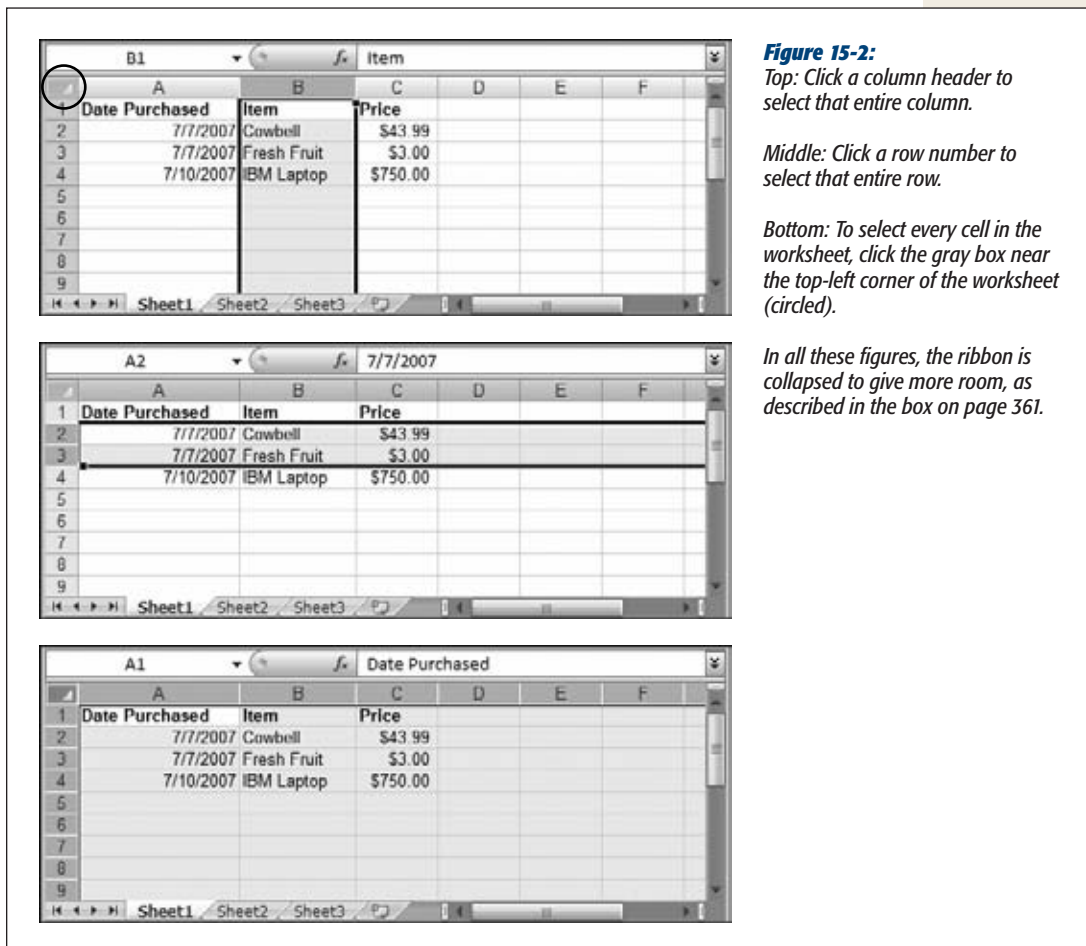 B1 fx Item
A B C D E F
1 Date Purchased Item Price
2 7/7/2007 Cowbell $43.99
3 7/7/2007 Fresh Fruit $3.00
4 7/10/2007 IBM Laptop $750.00
5
6
7
8
9
Sheet1 Sheet2 Sheet3
A2 fx 7/7/2007
A B C D E F
1 Date Purchased Item Price
2 7/7/2007 Cowbell $43.99
3 7/7/2007 Fresh Fruit $3.00
4 7/10/2007 IBM Laptop $750.00
5
6
7
8
9
Sheet1 Sheet2 Sheet3
A1 fx Date Purchased
A B C D E F
1 Date Purchased Item Price
2 7/7/2007 Cowbell $43.99
3 7/7/2007 Fresh Fruit $3.00
4 7/10/2007 IBM Laptop $750.00
5
6
7
8
9
Sheet1 Sheet2 Sheet3
Figure 15-2:
Top: Click a column header to
select that entire column.
Middle: Click a row number to
select that entire row.
Bottom: To select every cell in the
worksheet, click the gray box near
the top-left corner of the worksheet
(circled).
In all these figures, the ribbon is
collapsed to give more room, as
described in the box on page 361.